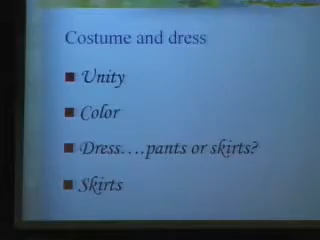 Costume and dress
Unity
Color
Dress….pants or skirts?
Skirts